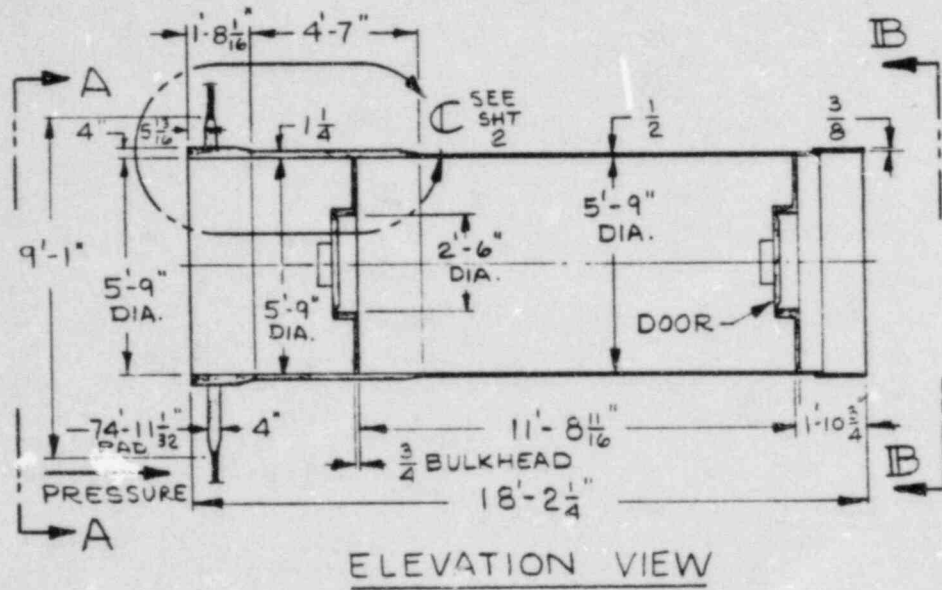 1'-8 1/16"
4'-7"
A
B
4"
5 13/16
1 1/4
C SEE
SHT
2
1/2
3/8
9'-1"
5'-9"
DIA.
5'-9"
DIA.
2'-6"
DIA.
5'-9"
DIA.
DOOR
74'-11 1/32"
RAD
4"
11'-8 11/16"
1'-10 3/4"
3/4 BULKHEAD
B
PRESSURE
18'-2 1/4"
A
ELEVATION VIEW